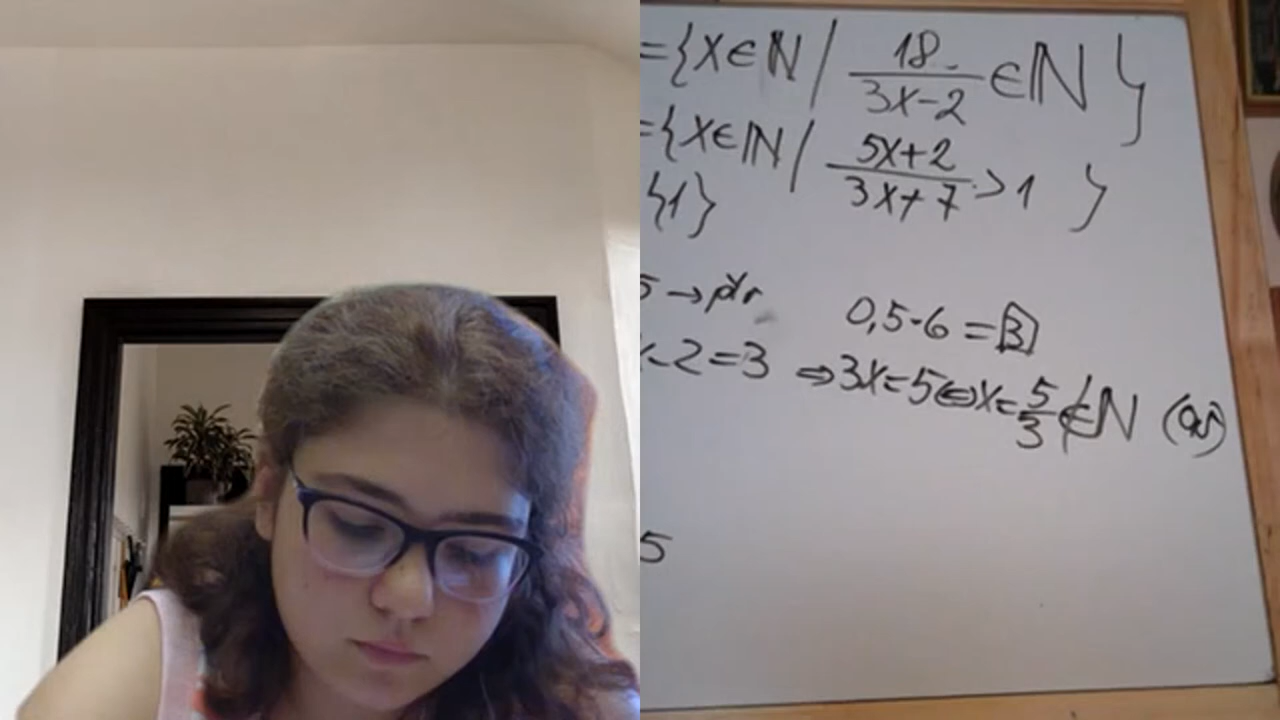 ={x∈ℕ / 18/(3x-2) ∈ℕ}
={x∈ℕ / (5x+2)/(3x+7) >1 }
{1}
5 →
0,5·6 = 3
x-2=3 ⇒3x=5⇔x=5/3∉ℕ
5